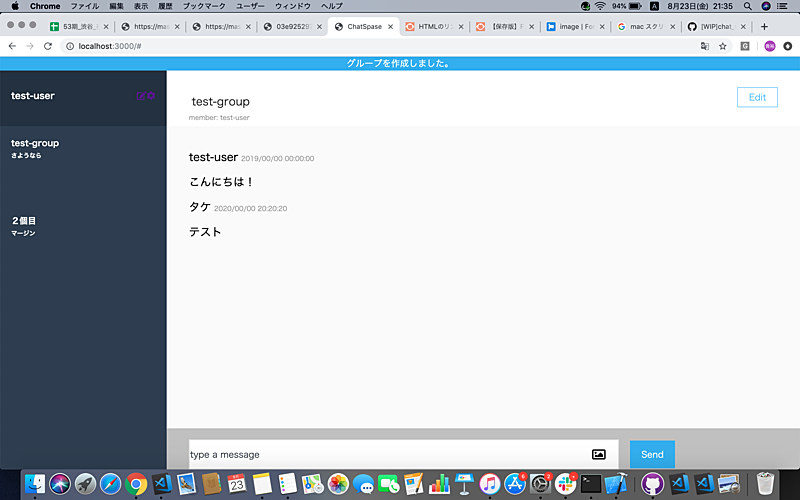 Chrome ファイル 編集 表示 履歴 ブックマーク ユーザー ウィンドウ ヘルプ 94% A 8月23日(金) 21:35
53期_渋谷_ https://mas https://mac 03e925297 ChatSpase HTMLのリン 【保存版】F image | Fo mac スクリ [WIP]chat_
localhost:3000/#
グループを作成しました。
test-user
test-group
Edit
member: test-user
test-group
さようなら
test-user 2019/00/00 00:00:00
こんにちは！
タケ 2020/00/00 20:20:20
２個目
マージン
テスト
type a message
Send
23